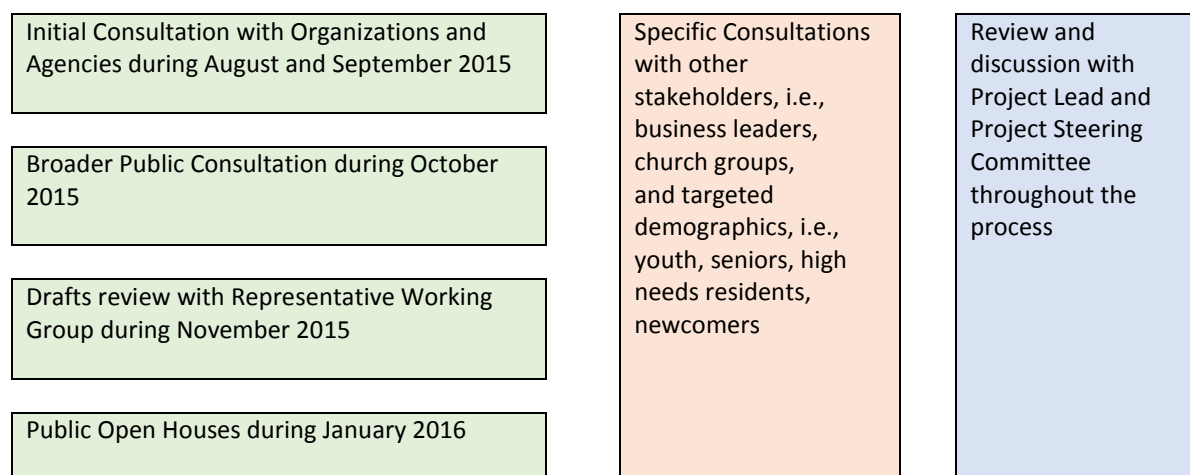 Initial Consultation with Organizations and
Agencies during August and September 2015
Broader Public Consultation during October
2015
Drafts review with Representative Working
Group during November 2015
Public Open Houses during January 2016
Specific Consultations
with other
stakeholders, i.e.,
business leaders,
church groups,
and targeted
demographics, i.e.,
youth, seniors, high
needs residents,
newcomers
Review and
discussion with
Project Lead and
Project Steering
Committee
throughout the
process